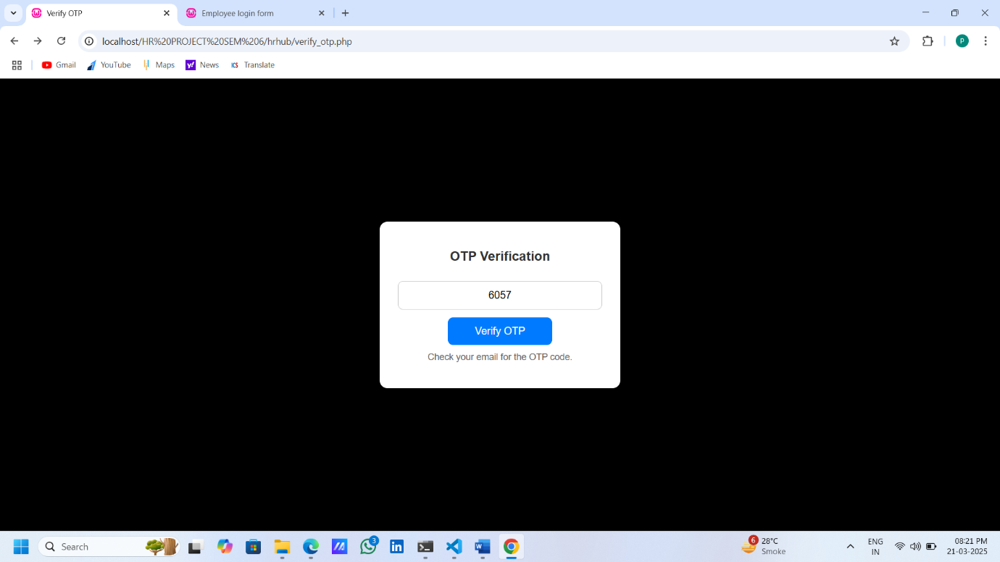 Verify OTP
Employee login form
localhost/HR%20PROJECT%20SEM%206/hrhub/verify_otp.php
P
Gmail
YouTube
Maps
y!
News
ICS
Translate
OTP Verification
6057
Verify OTP
Check your email for the OTP code.
Search
3
in
W
6
28°C
Smoke
ENG
IN
08:21 PM
21-03-2025